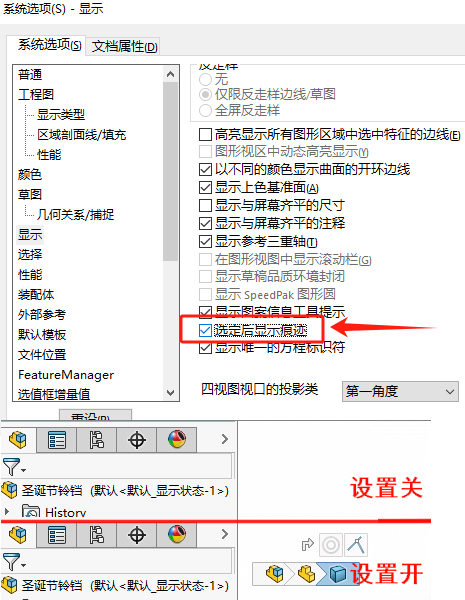 系统选项(S) - 显示
系统选项(S)
文档属性(D)
普通
工程图
显示类型
区域剖面线/填充
性能
颜色
草图
几何关系/捕捉
显示
选择
性能
装配体
外部参考
默认模板
文件位置
FeatureManager
选值框增量值
重设(R)...
反走样
无
仅限反走样边线/草图
全屏反走样
高亮显示所有图形区域中选中特征的边线(E)
图形视区中动态高亮显示(Y)
以不同的颜色显示曲面的开环边线
显示上色基准面(A)
显示与屏幕齐平的尺寸
显示与屏幕齐平的注释
显示参考三重轴(T)
在图形视图中显示滚动栏(G)
显示草稿品质环境封闭
显示 SpeedPak 图形圆
显示图案信息工具提示
选定后显示痕迹
显示唯一的方程标识符
四视图视口的投影类
第一角度
圣诞节铃铛 (默认<默认_显示状态-1>)
History
设置关
圣诞节铃铛 (默认<默认_显示状态-1>)
设置开